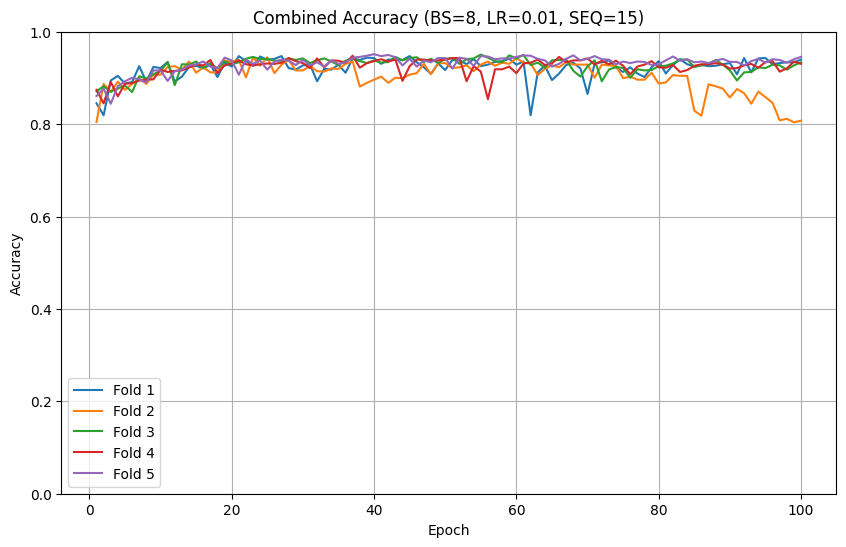 Combined Accuracy (BS=8, LR=0.01, SEQ=15)
1.0
0.8
0.6
0.4
0.2
0.0
Accuracy
Fold 1
Fold 2
Fold 3
Fold 4
Fold 5
0 20 40 60 80 100
Epoch